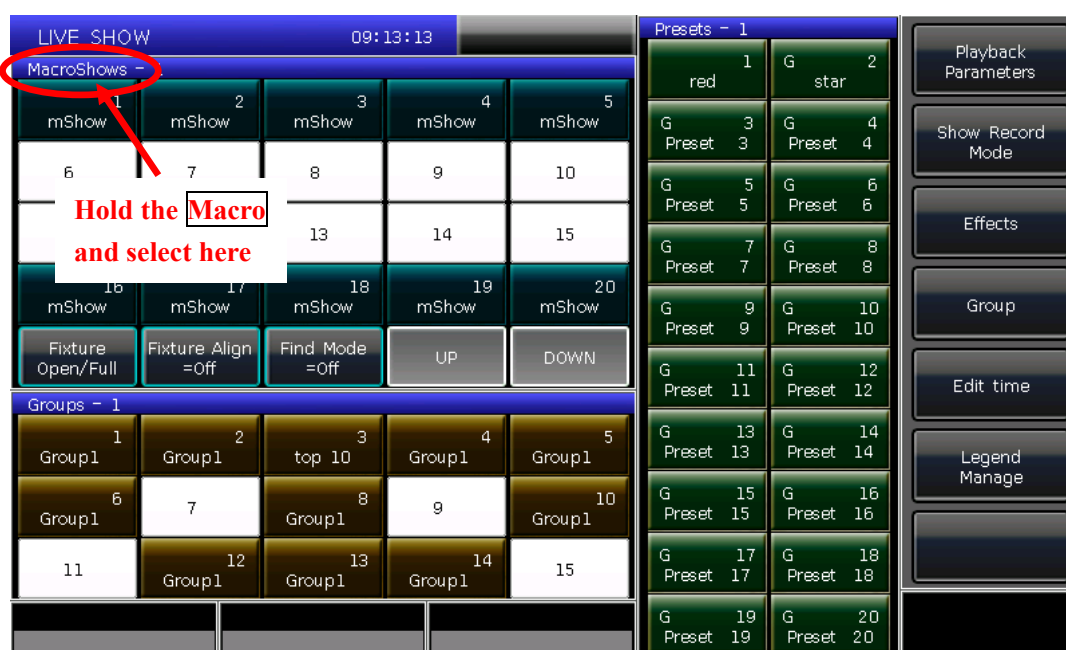 LIVE SHOW 09:13:13
MacroShows -
1 2 3 4 5
mShow mShow mShow mShow mShow
6 7 8 9 10
Hold the Macro
and select here
13 14 15
16 17 18 19 20
mShow mShow mShow mShow mShow
Fixture Open/Full
Fixture Align =Off
Find Mode =Off
UP
DOWN
Groups - 1
1 2 3 4 5
Group1 Group1 top 10 Group1 Group1
6 7 8 9 10
Group1 Group1 Group1
11 12 13 14 15
Group1 Group1 Group1
Presets - 1
1 G 2
red star
G 3 G 4
Preset 3 Preset 4
G 5 G 6
Preset 5 Preset 6
G 7 G 8
Preset 7 Preset 8
G 9 G 10
Preset 9 Preset 10
G 11 G 12
Preset 11 Preset 12
G 13 G 14
Preset 13 Preset 14
G 15 G 16
Preset 15 Preset 16
G 17 G 18
Preset 17 Preset 18
G 19 G 20
Preset 19 Preset 20
Playback
Parameters
Show Record
Mode
Effects
Group
Edit time
Legend
Manage